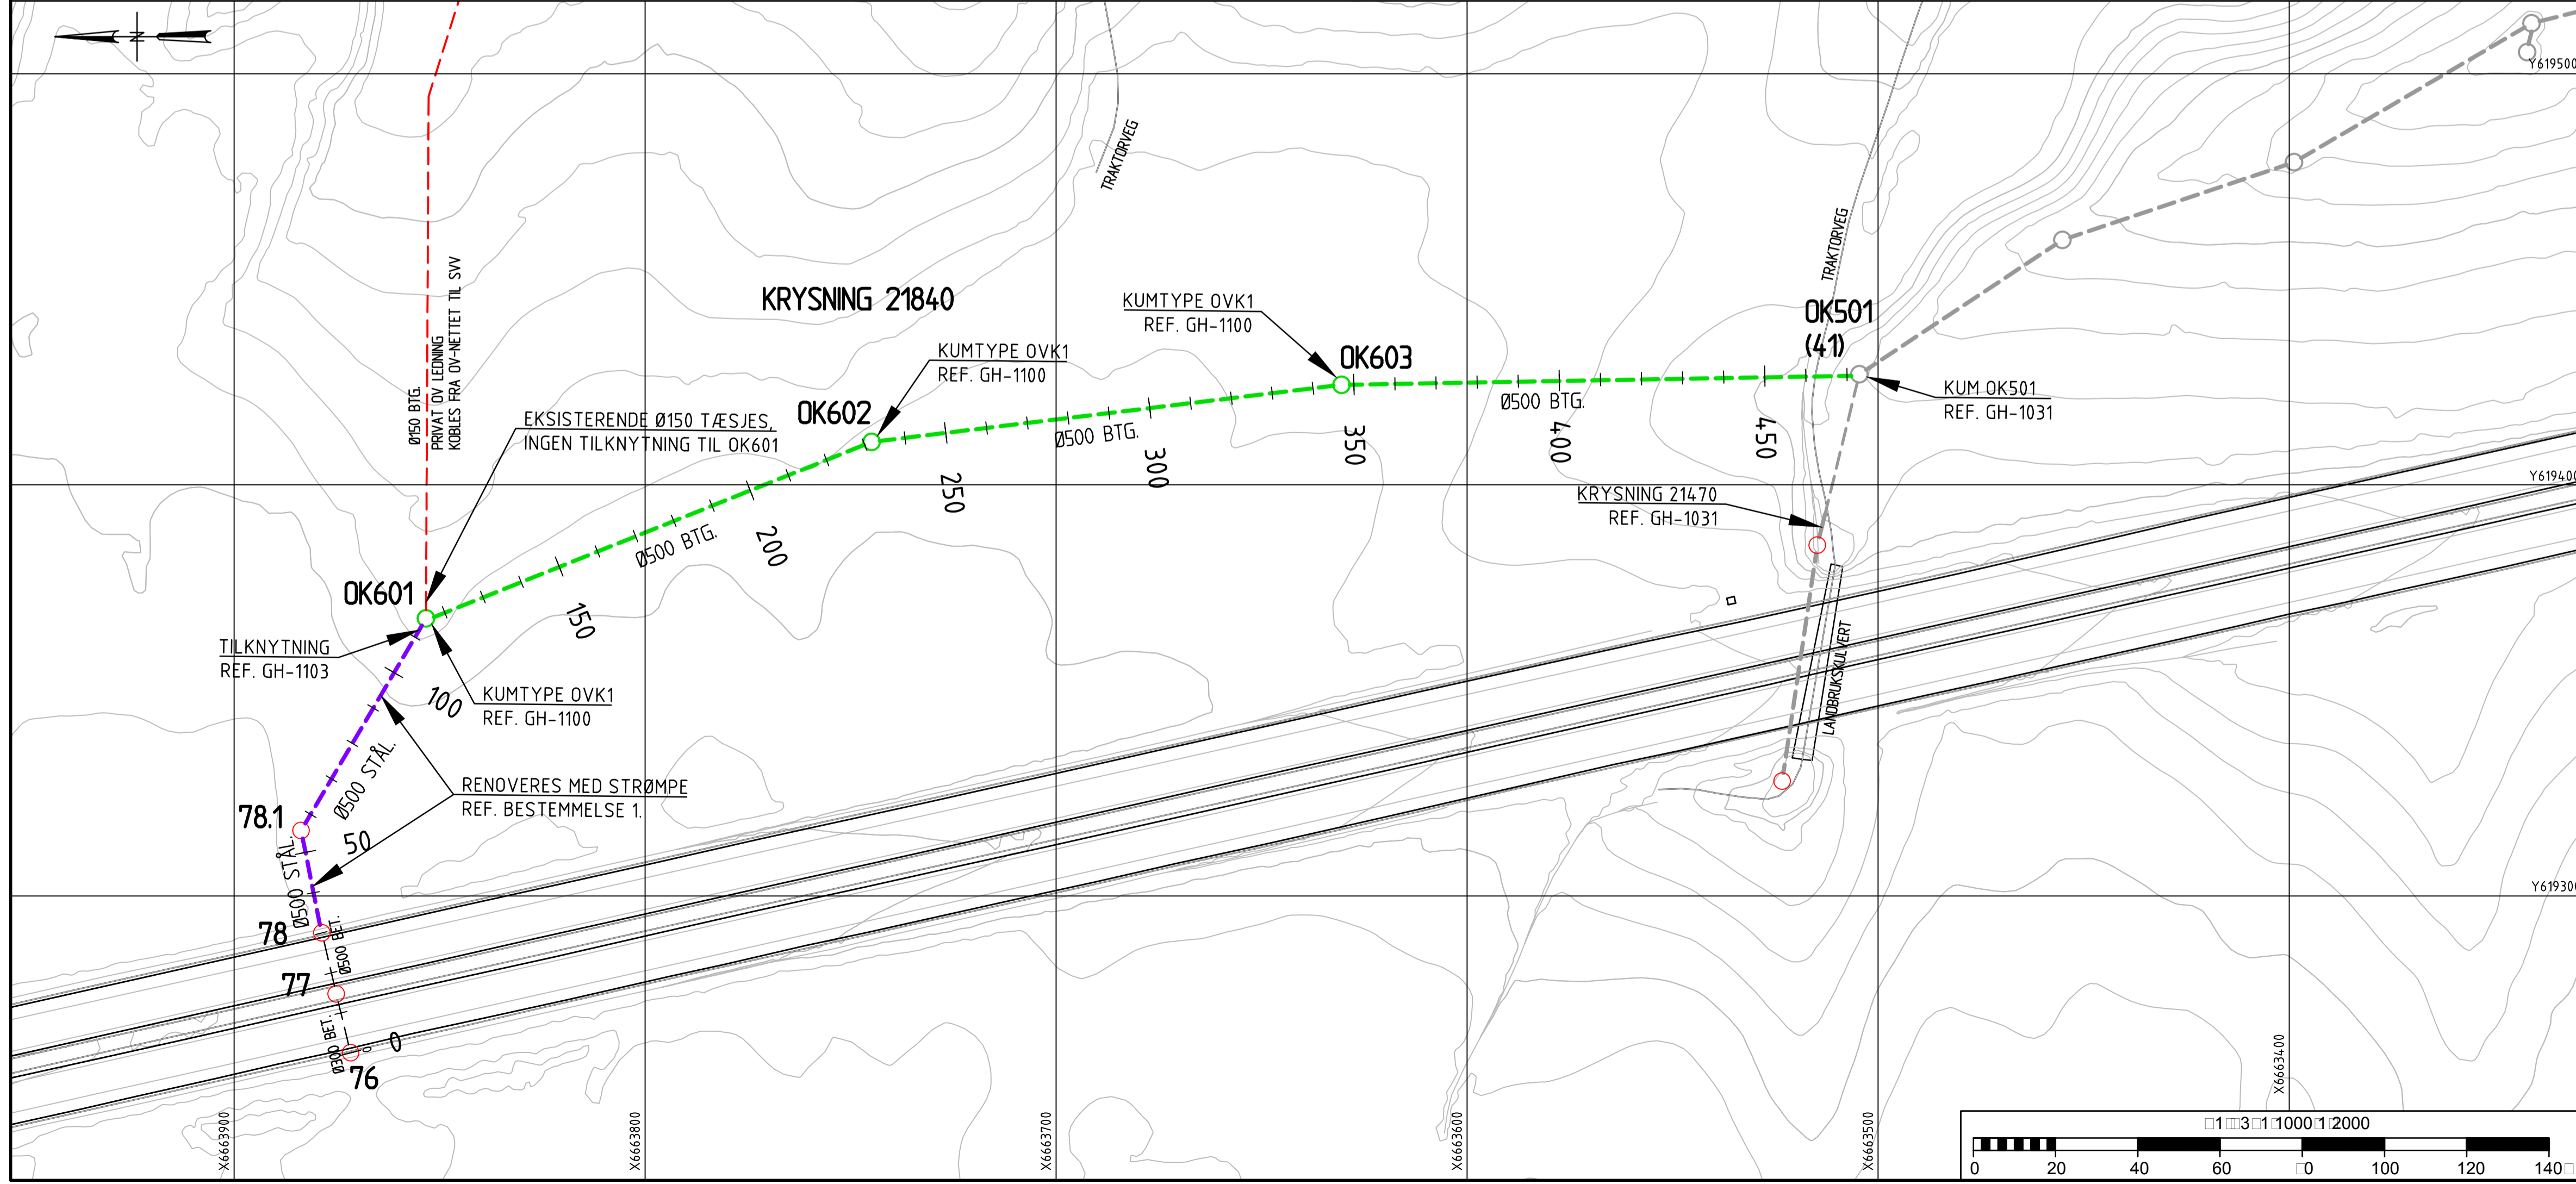 N
Y619500
TRAKTORVEG
TRAKTORVEG
Ø150 BTG.
PRIVAT OV LEDNING
KOBLES FRA OV-NETTET TIL SVV
KRYSNING 21840
KUMTYPE OVK1
REF. GH-1100
OK603
OK501
(41)
KUMTYPE OVK1
REF. GH-1100
OK602
KUM OK501
REF. GH-1031
EKSISTERENDE Ø150 TÆSJES,
INGEN TILKNYTNING TIL OK601
Ø500 BTG.
Ø500 BTG.
Ø500 BTG.
150
200
250
300
350
400
450
Y619400
KRYSNING 21470
REF. GH-1031
OK601
TILKNYTNING
REF. GH-1103
100
KUMTYPE OVK1
REF. GH-1100
LANDBRUKSKULVERT
Ø500 STÅL.
RENOVERES MED STRØMPE
REF. BESTEMMELSE 1.
78.1
50
Ø500 STÅL.
Y619300
78
Ø500 BET.
77
Ø300 BET.
0
0
76
X6663900
X6663800
X6663700
X6663600
X6663500
X6663400
1000
2000
0 20 40 60 100 120 140